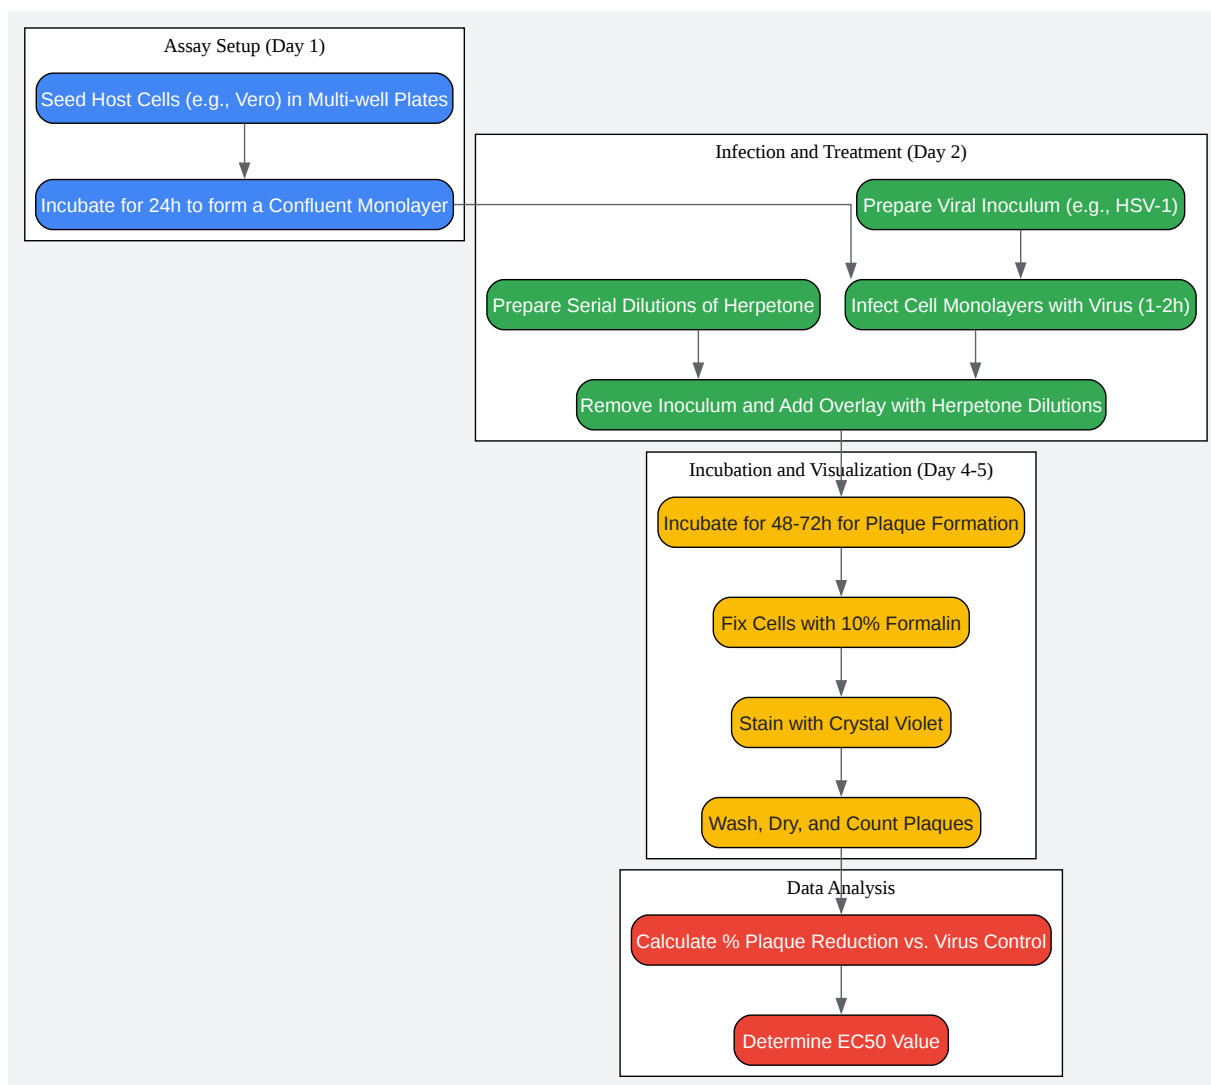 Assay Setup (Day 1)
Seed Host Cells (e.g., Vero) in Multi-well Plates
Incubate for 24h to form a Confluent Monolayer
Infection and Treatment (Day 2)
Prepare Viral Inoculum (e.g., HSV-1)
Prepare Serial Dilutions of Herpetone
Infect Cell Monolayers with Virus (1-2h)
Remove Inoculum and Add Overlay with Herpetone Dilutions
Incubation and Visualization (Day 4-5)
Incubate for 48-72h for Plaque Formation
Fix Cells with 10% Formalin
Stain with Crystal Violet
Wash, Dry, and Count Plaques
Data Analysis
Calculate % Plaque Reduction vs. Virus Control
Determine EC50 Value